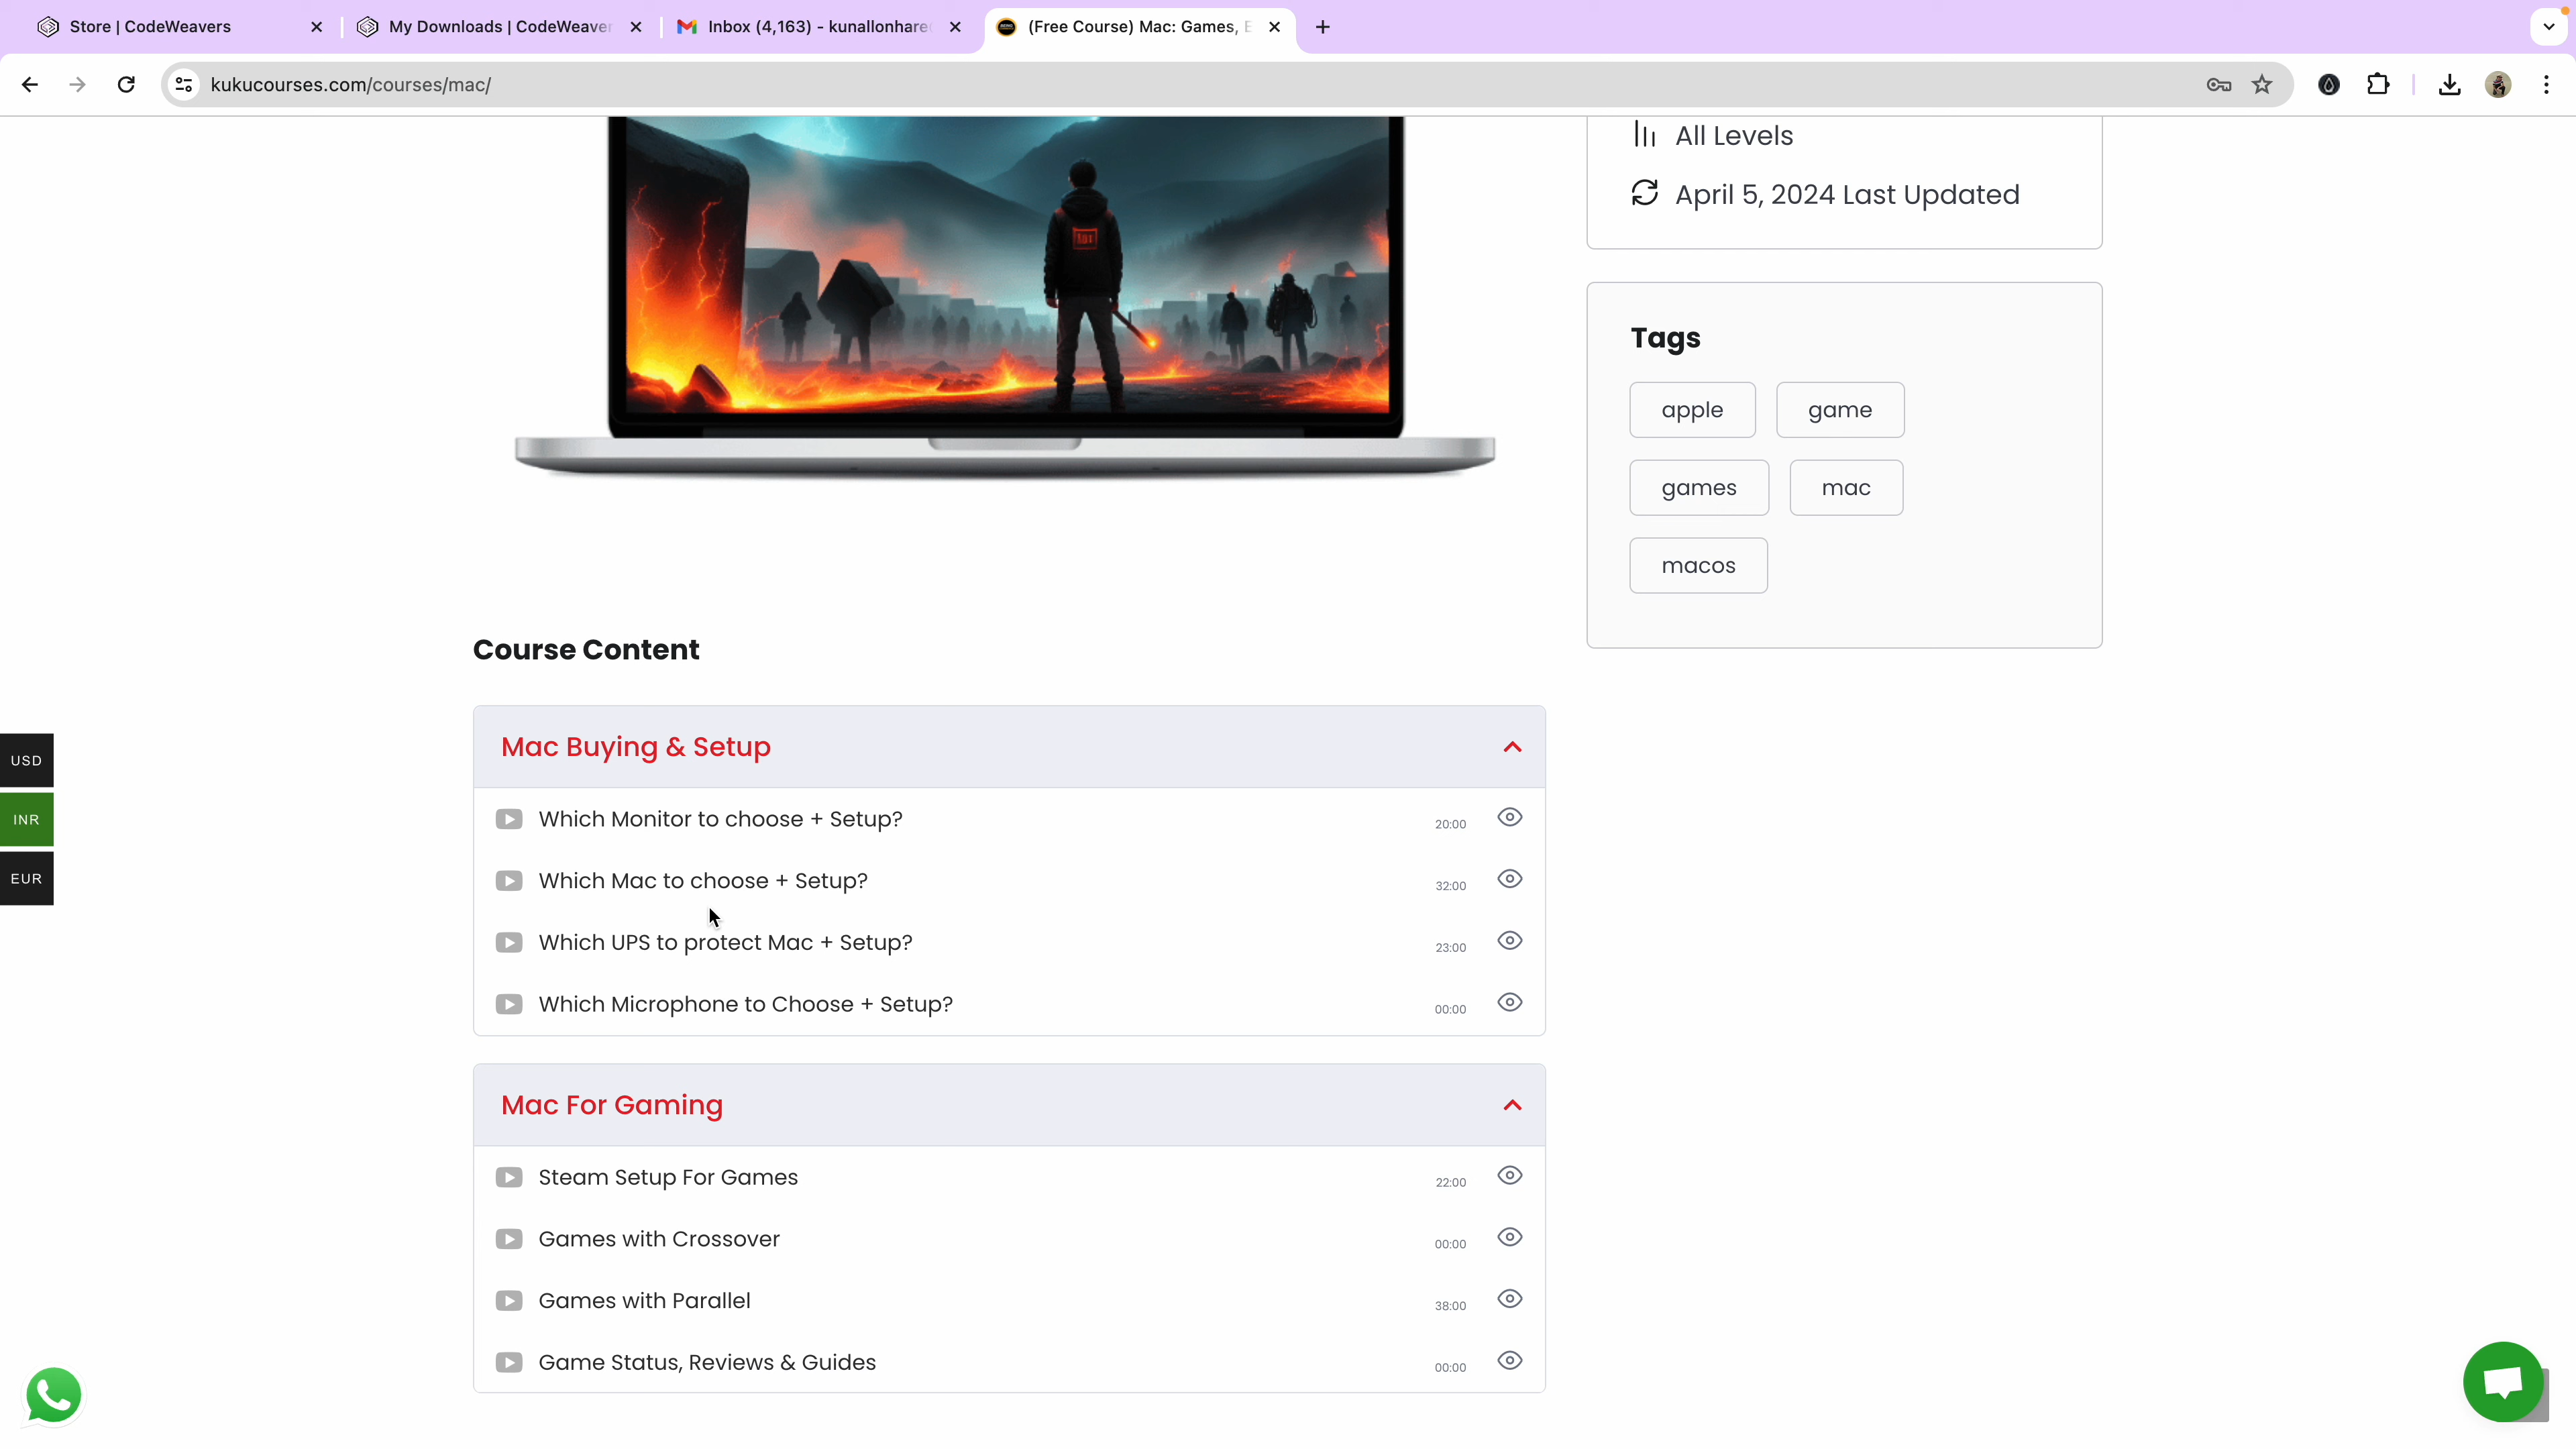 Store | CodeWeavers
My Downloads | CodeWeaver
Inbox (4,163) - kunallonhare
(Free Course) Mac: Games, E
kukucourses.com/courses/mac/
All Levels
April 5, 2024 Last Updated
Tags
apple
game
games
mac
macos
Course Content
Mac Buying & Setup
Which Monitor to choose + Setup?
20:00
Which Mac to choose + Setup?
32:00
Which UPS to protect Mac + Setup?
23:00
Which Microphone to Choose + Setup?
00:00
Mac For Gaming
Steam Setup For Games
22:00
Games with Crossover
00:00
Games with Parallel
38:00
Game Status, Reviews & Guides
00:00
USD
INR
EUR